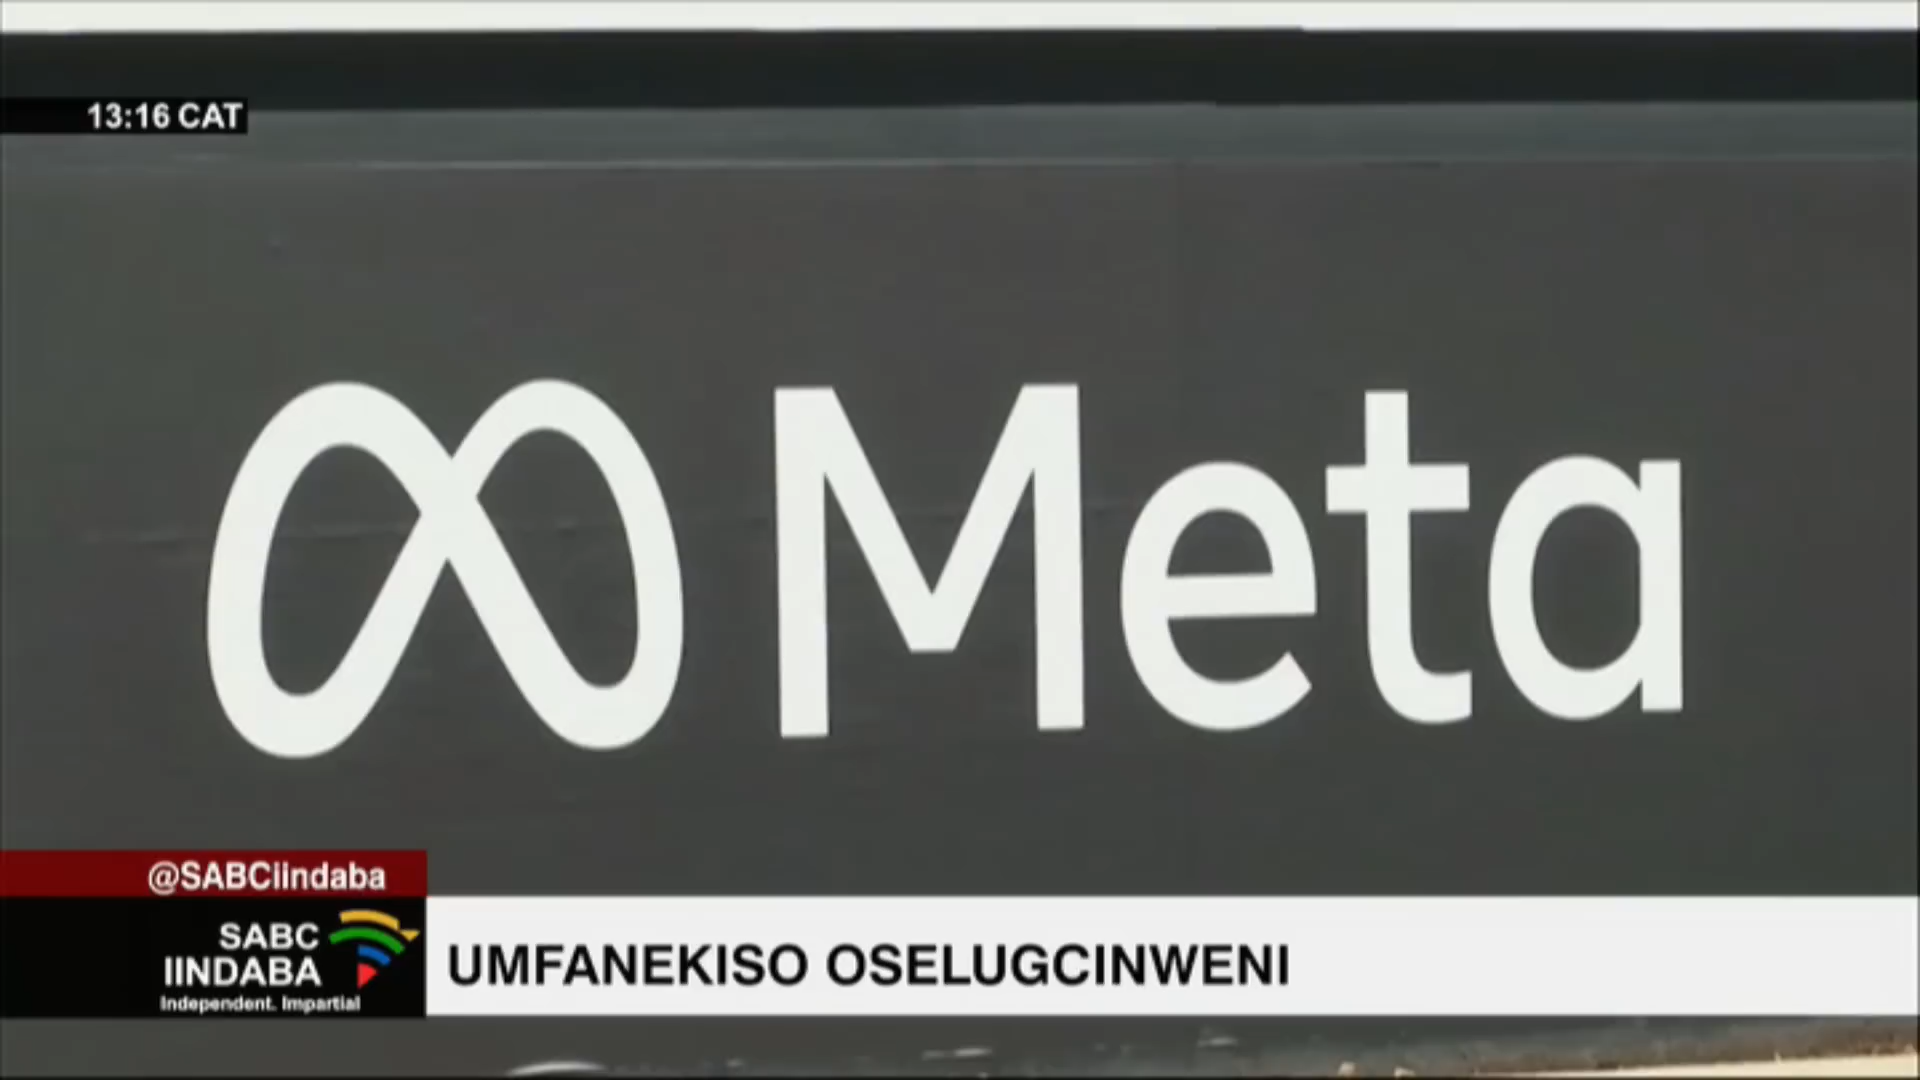 13:16 CAT
Meta
@SABCiindaba
SABC
IINDABA
Independent. Impartial
UMFANEKISO OSELUGCINWENI